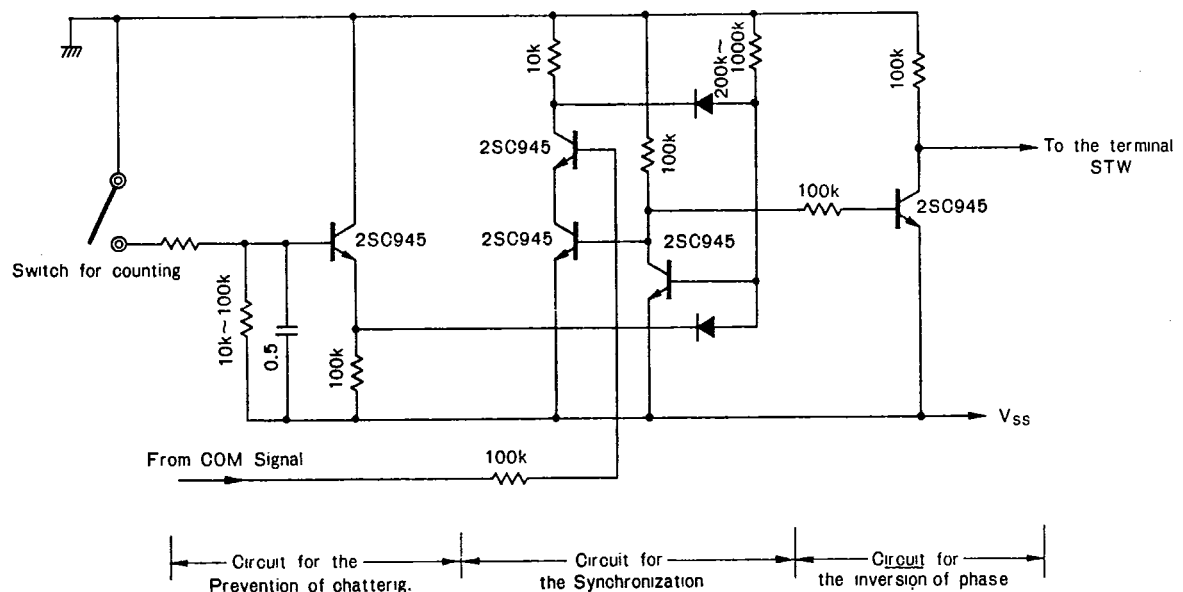 10k
200k~
1000k
100k
2SC945
100k
To the terminal
STW
100k
2SC945
2SC945
2SC945
2SC945
Switch for counting
10k~100k
0.5
100k
VSS
From COM Signal
100k
Circuit for the
Prevention of chatterig.
Circuit for
the Synchronization
Circuit for
the inversion of phase